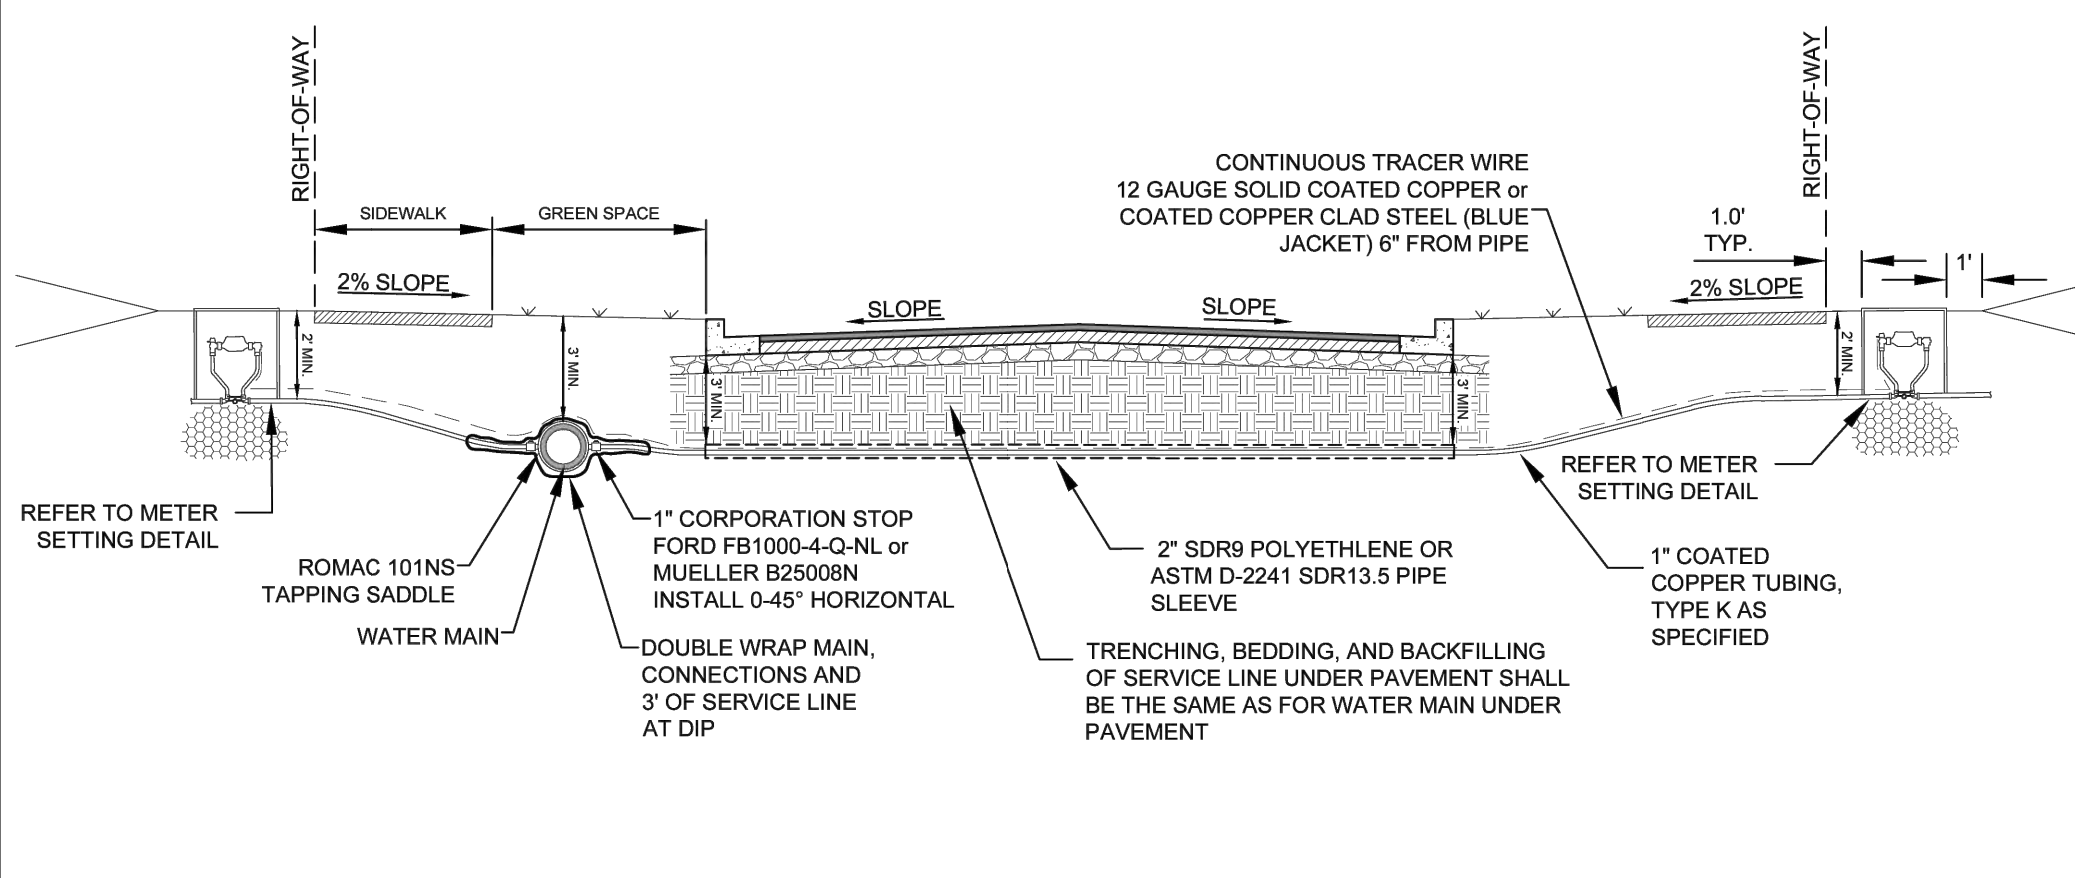 RIGHT-OF-WAY
RIGHT-OF-WAY
SIDEWALK
GREEN SPACE
2% SLOPE
SLOPE
SLOPE
CONTINUOUS TRACER WIRE
12 GAUGE SOLID COATED COPPER or
COATED COPPER CLAD STEEL (BLUE
JACKET) 6" FROM PIPE
1.0'
TYP.
1'
2% SLOPE
2' MIN.
3' MIN.
3' MIN.
3' MIN.
2' MIN.
REFER TO METER
SETTING DETAIL
ROMAC 101NS
TAPPING SADDLE
WATER MAIN
1" CORPORATION STOP
FORD FB1000-4-Q-NL or
MUELLER B25008N
INSTALL 0-45° HORIZONTAL
DOUBLE WRAP MAIN,
CONNECTIONS AND
3' OF SERVICE LINE
AT DIP
2" SDR9 POLYETHLENE OR
ASTM D-2241 SDR13.5 PIPE
SLEEVE
TRENCHING, BEDDING, AND BACKFILLING
OF SERVICE LINE UNDER PAVEMENT SHALL
BE THE SAME AS FOR WATER MAIN UNDER
PAVEMENT
REFER TO METER
SETTING DETAIL
1" COATED
COPPER TUBING,
TYPE K AS
SPECIFIED